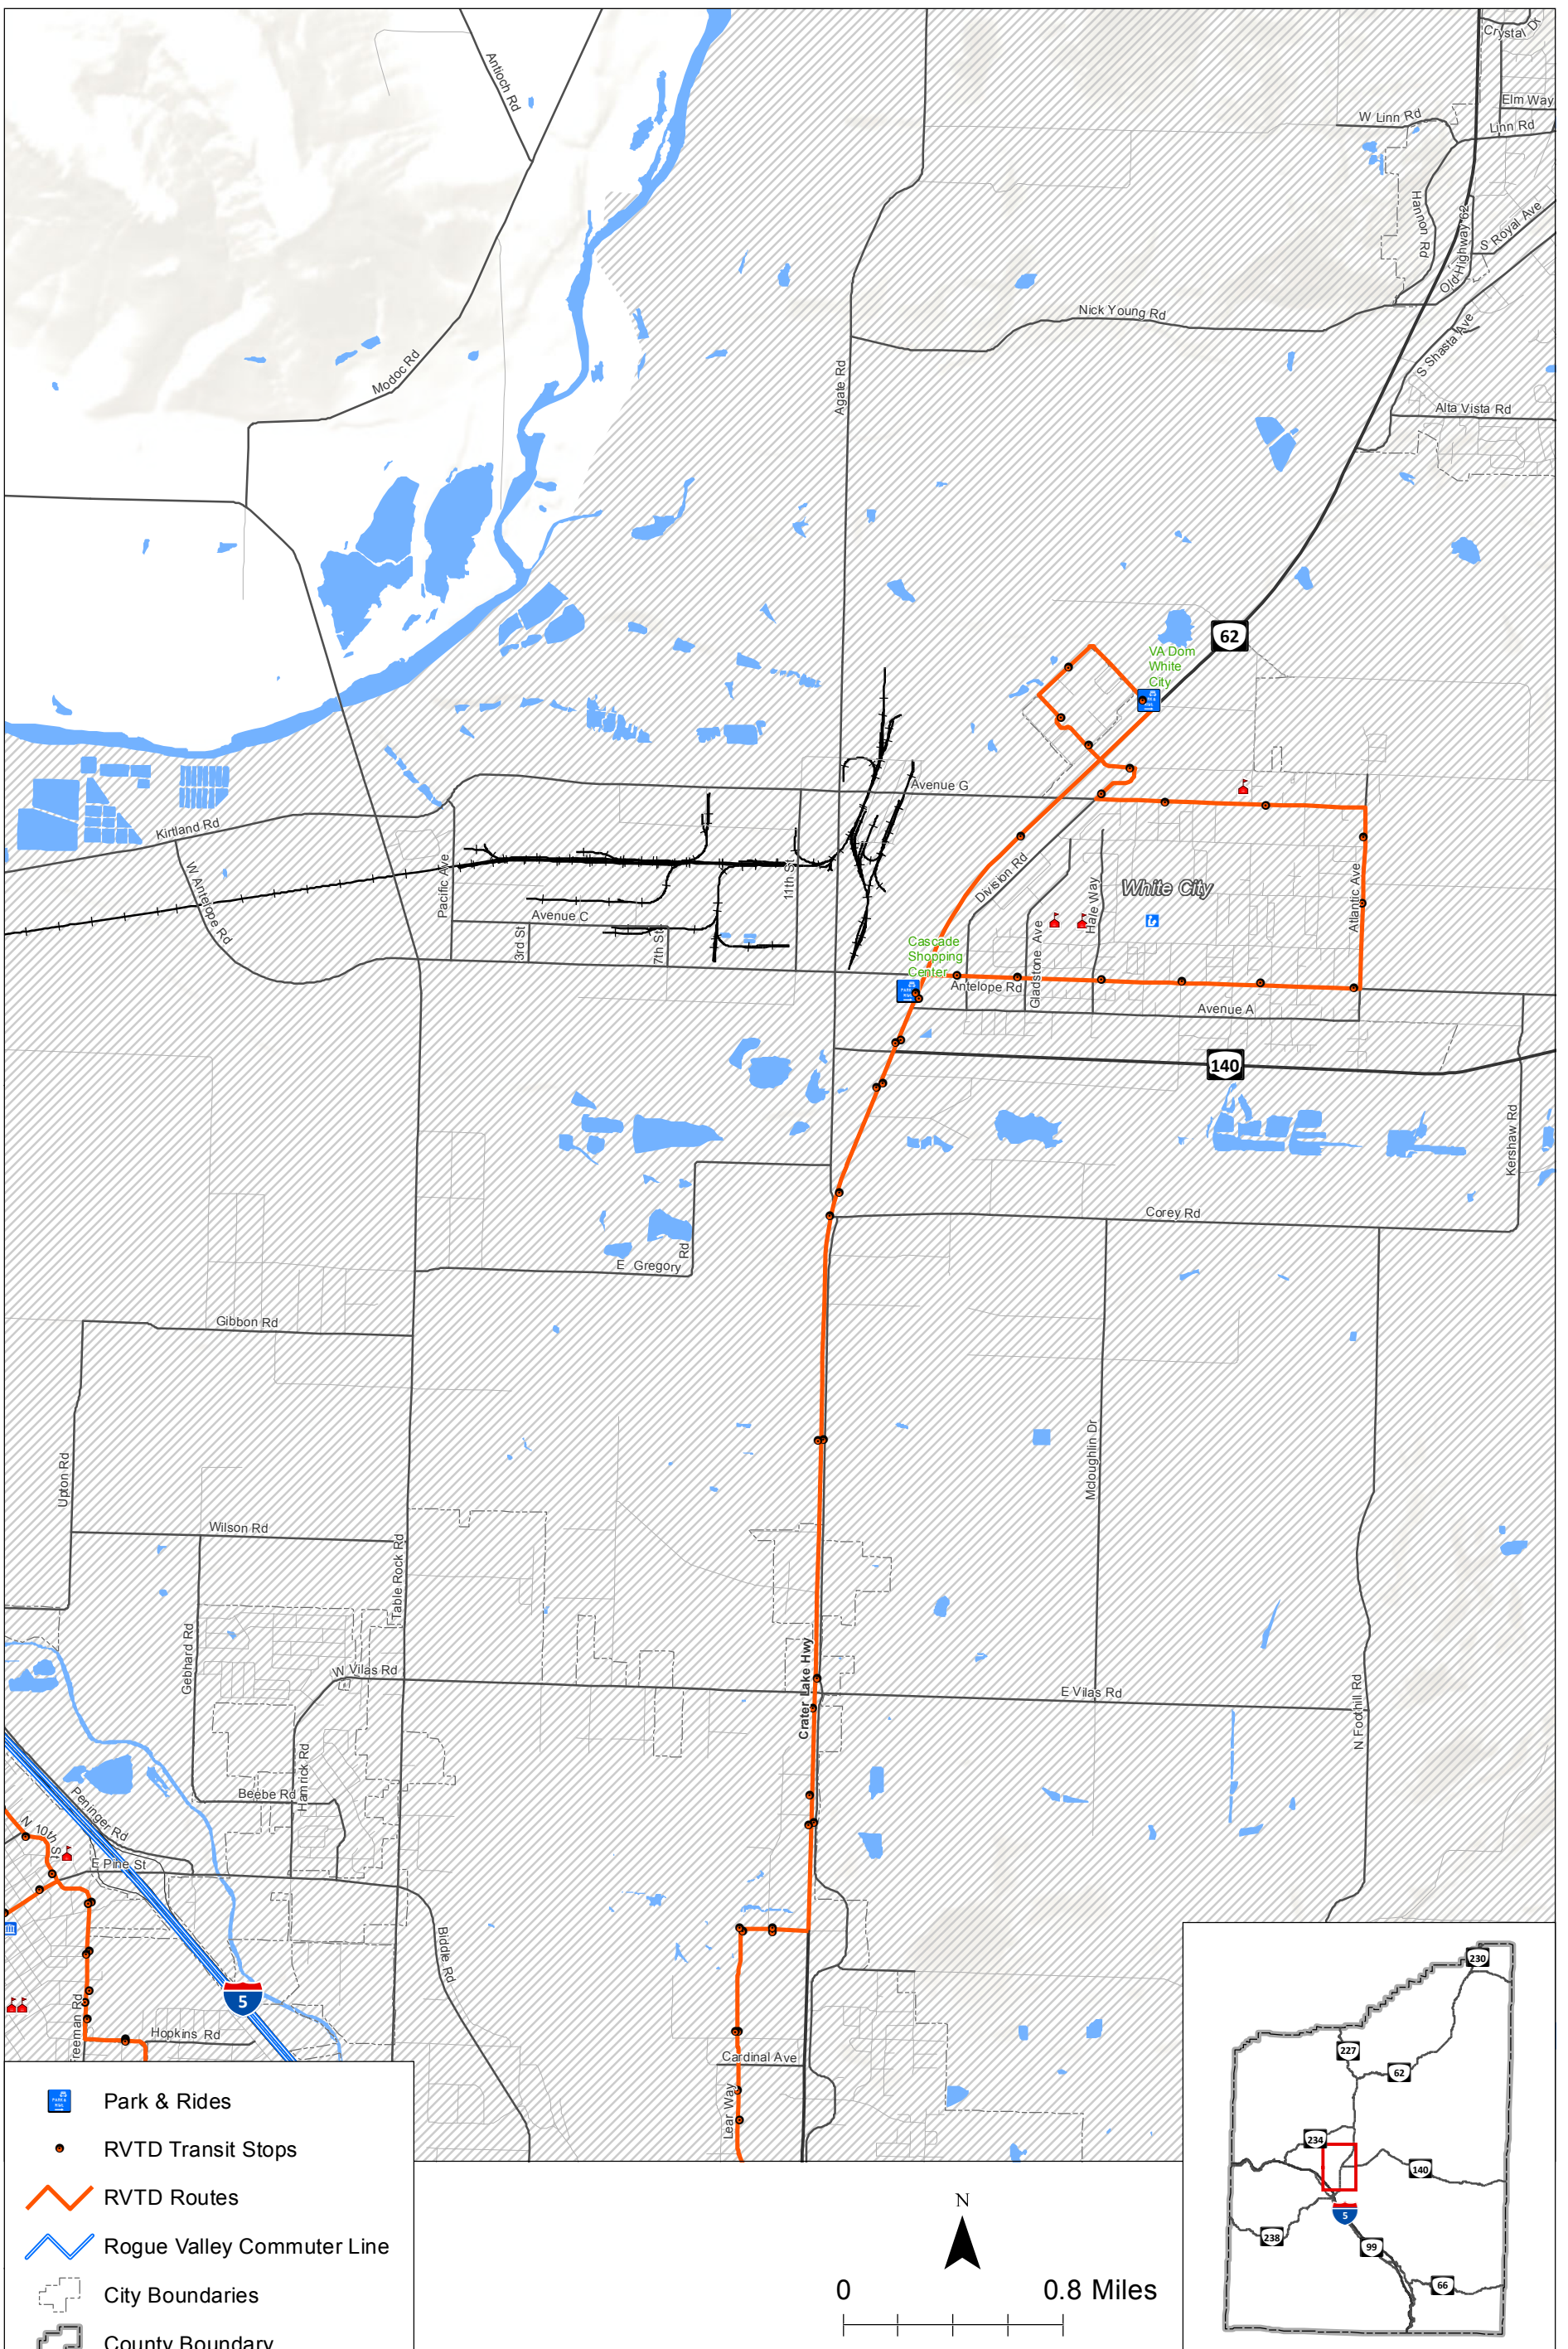 Crystal Dr
Antioch Rd
Elm Way
W Linn Rd
Linn Rd
Hannon Rd
Old Highway 62
S Royal Ave
Nick Young Rd
S Shasta Ave
Modoc Rd
Agate Rd
Alta Vista Rd
62
VA Dom
White
City
Avenue G
Kirtland Rd
W Antelope Rd
Pacific Ave
11th St
Division Rd
Hale Way
White City
Atlantic Ave
Avenue C
3rd St
7th St
Gladstone Ave
Cascade
Shopping
Center
Antelope Rd
Avenue A
140
Kershaw Rd
Corey Rd
E Gregory
Rd
Gibbon Rd
Upton Rd
Mcloughlin Dr
Wilson Rd
Table Rock Rd
Gebhard Rd
W Vilas Rd
Crater Lake Hwy
E Vilas Rd
N Foothill Rd
Hamrick Rd
Beebe Rd
Peninger Rd
N 10th St
E Pine St
Biddle Rd
5
Freeman Rd
Hopkins Rd
Cardinal Ave
Lear Way
Park & Rides
RVTD Transit Stops
RVTD Routes
Rogue Valley Commuter Line
City Boundaries
County Boundary
N
0 0.8 Miles
230
227
62
234
140
5
238
99
66